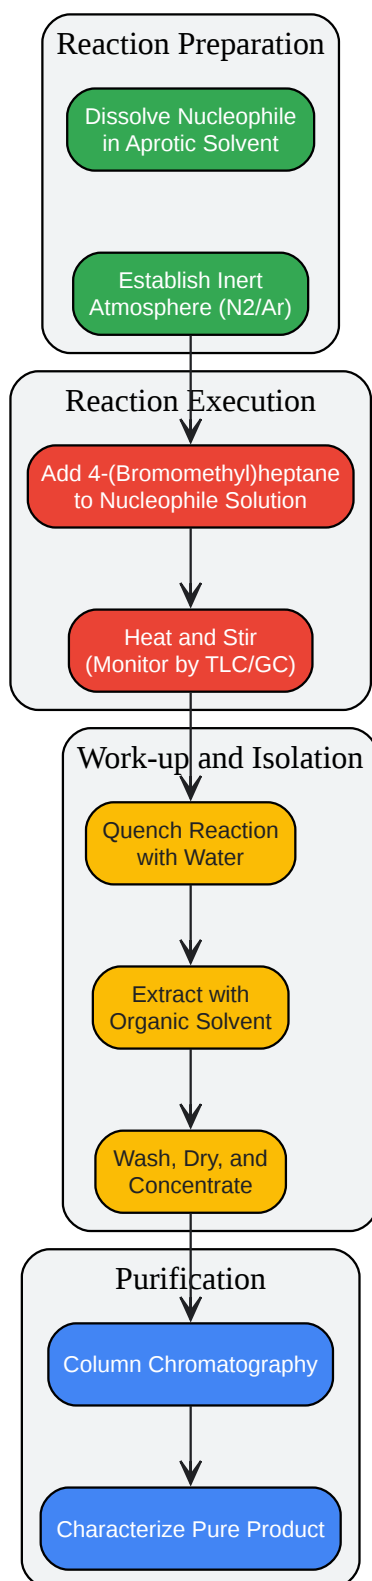 Reaction Preparation
Dissolve Nucleophile
in Aprotic Solvent
Establish Inert
Atmosphere (N2/Ar)
Reaction Execution
Add 4-(Bromomethyl)heptane
to Nucleophile Solution
Heat and Stir
(Monitor by TLC/GC)
Work-up and Isolation
Quench Reaction
with Water
Extract with
Organic Solvent
Wash, Dry, and
Concentrate
Purification
Column Chromatography
Characterize Pure Product